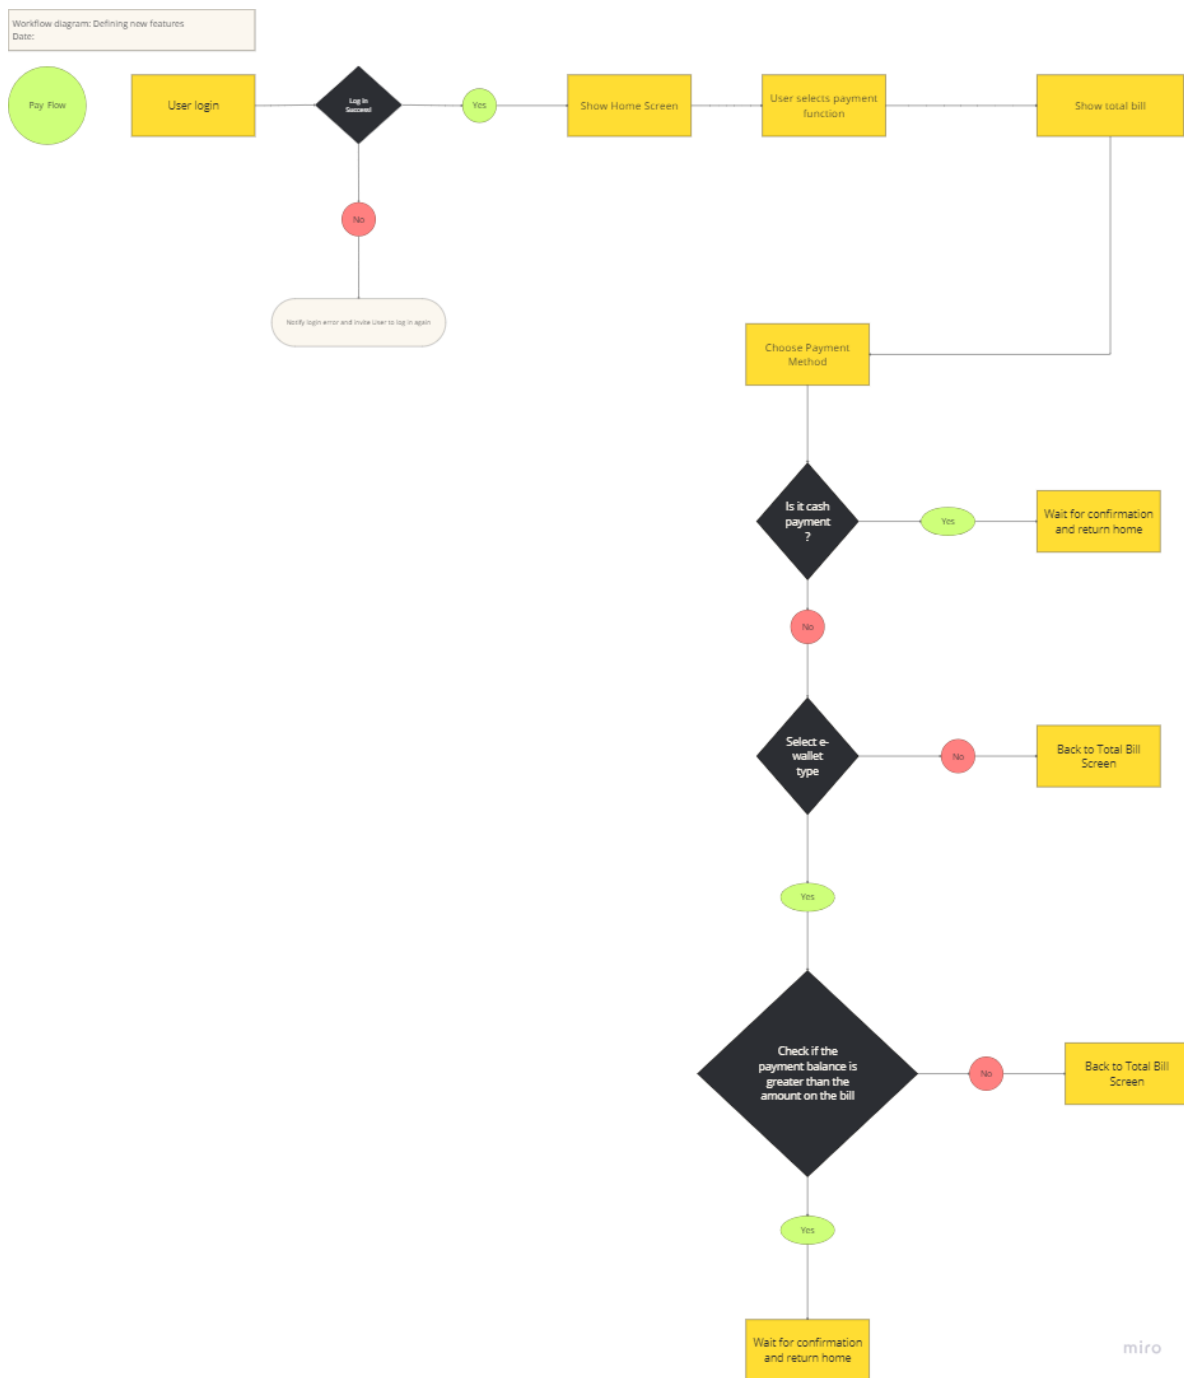 Workflow diagram: Defining new features
Date:
Pay Flow
User login
Log in
Success!
Yes
Show Home Screen
User selects payment
function
Show total bill
No
Notify login error and invite User to log in again
Choose Payment
Method
Is it cash
payment
?
Yes
Wait for confirmation
and return home
No
Select e-
wallet
type
No
Back to Total Bill
Screen
Yes
Check if the
payment balance is
greater than the
amount on the bill
No
Back to Total Bill
Screen
Yes
Wait for confirmation
and return home
miro